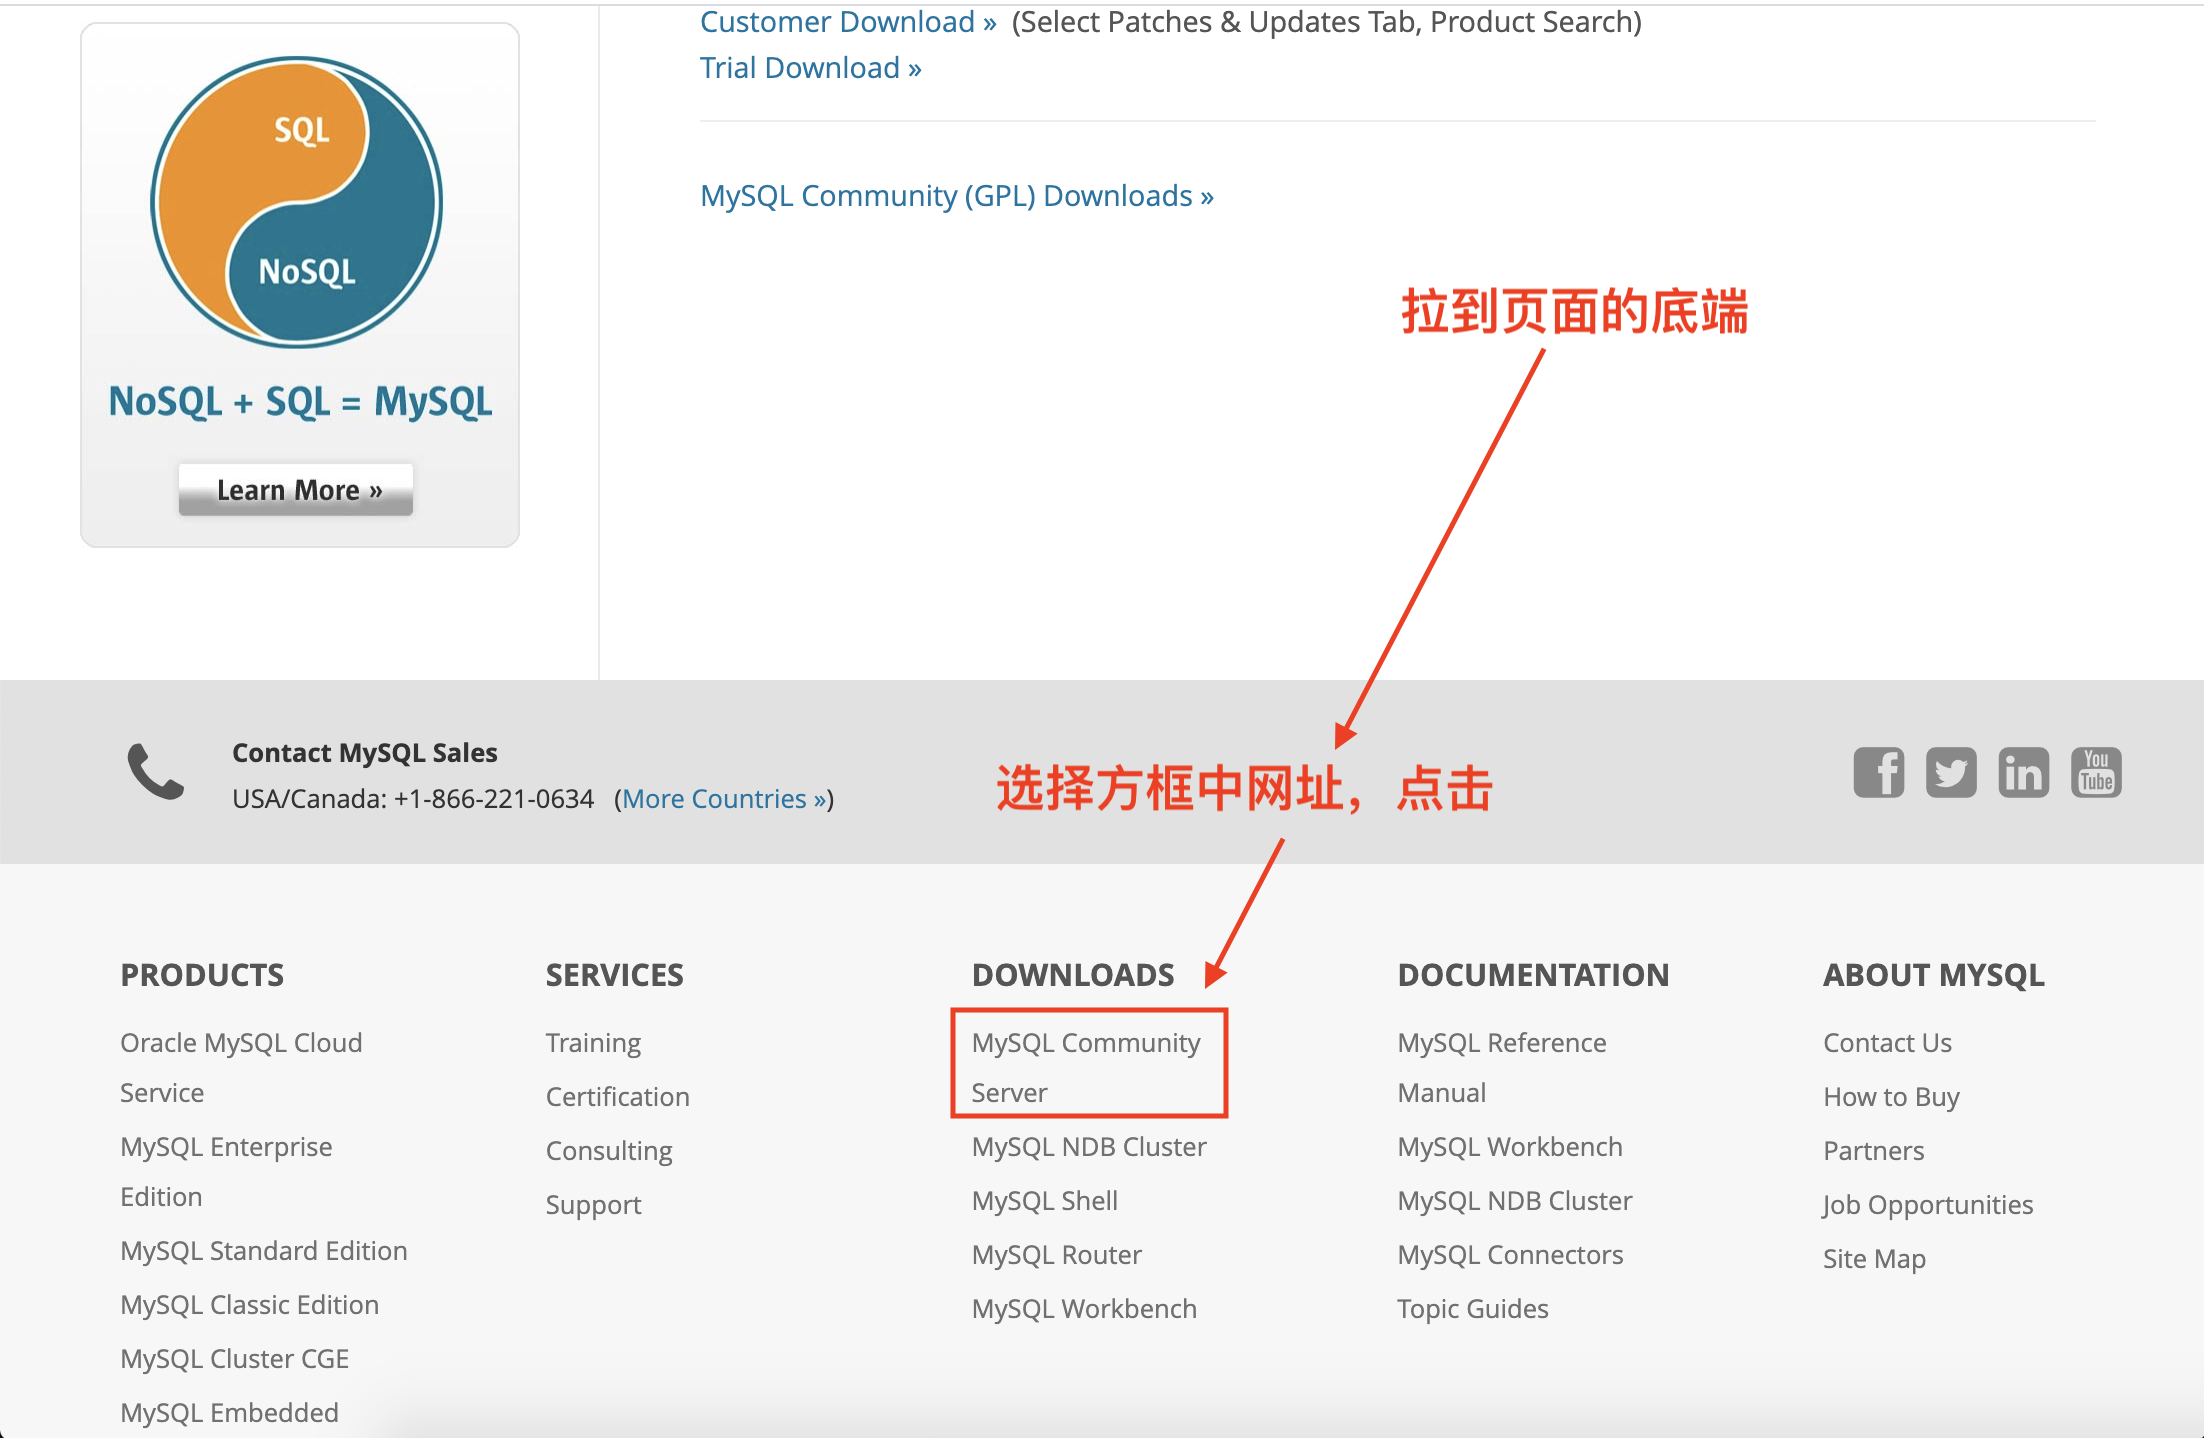 Customer Download » (Select Patches & Updates Tab, Product Search)
Trial Download »
SQL
NoSQL
NoSQL + SQL = MySQL
Learn More »
MySQL Community (GPL) Downloads »
拉到页面的底端
Contact MySQL Sales
USA/Canada: +1-866-221-0634 (More Countries »)
选择方框中网址，点击
You
Tube
PRODUCTS
Oracle MySQL Cloud
Service
MySQL Enterprise
Edition
MySQL Standard Edition
MySQL Classic Edition
MySQL Cluster CGE
MySQL Embedded
SERVICES
Training
Certification
Consulting
Support
DOWNLOADS
MySQL Community
Server
MySQL NDB Cluster
MySQL Shell
MySQL Router
MySQL Workbench
DOCUMENTATION
MySQL Reference
Manual
MySQL Workbench
MySQL NDB Cluster
MySQL Connectors
Topic Guides
ABOUT MYSQL
Contact Us
How to Buy
Partners
Job Opportunities
Site Map